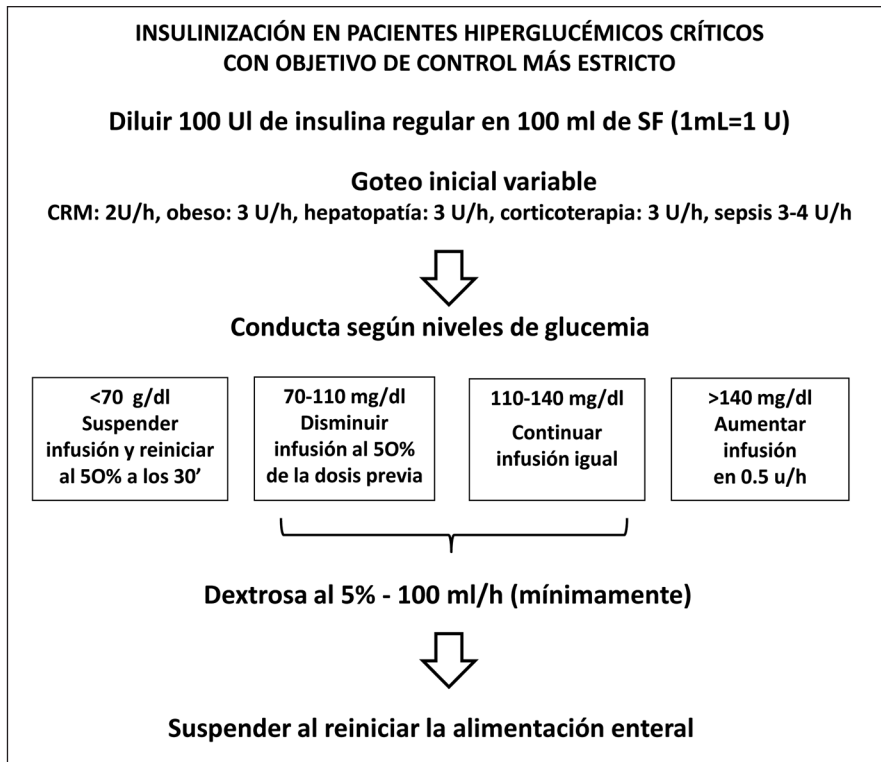 INSULINIZACIÓN EN PACIENTES HIPERGLUCÉMICOS CRÍTICOS
CON OBJETIVO DE CONTROL MÁS ESTRICTO
Diluir 100 UI de insulina regular en 100 ml de SF (1mL=1 U)
Goteo inicial variable
CRM: 2U/h, obeso: 3 U/h, hepatopatía: 3 U/h, corticoterapia: 3 U/h, sepsis 3-4 U/h
Conducta según niveles de glucemia
<70 g/dl
Suspender
infusión y reiniciar
al 5O% a los 30’
70-110 mg/dl
Disminuir
infusión al 5O%
de la dosis previa
110-140 mg/dl
Continuar
infusión igual
>140 mg/dl
Aumentar
infusión
en 0.5 u/h
Dextrosa al 5% - 100 ml/h (mínimamente)
Suspender al reiniciar la alimentación enteral